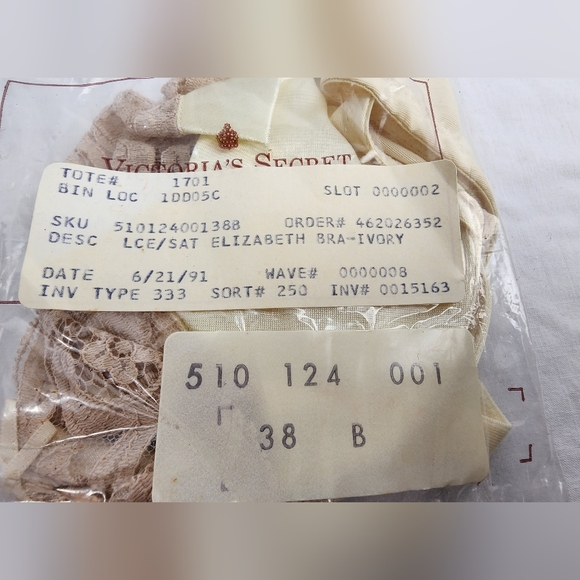 VICTORIA'S SECRET
TOTE# 1701
BIN LOC 1DD05C SLOT 0000002
SKU 510124001388 ORDER# 462026352
DESC LCE/SAT ELIZABETH BRA-IVORY
DATE 6/21/91 WAVE# 0000008
INV TYPE 333 SORT# 250 INV# 0015163
510 124 001
38 B